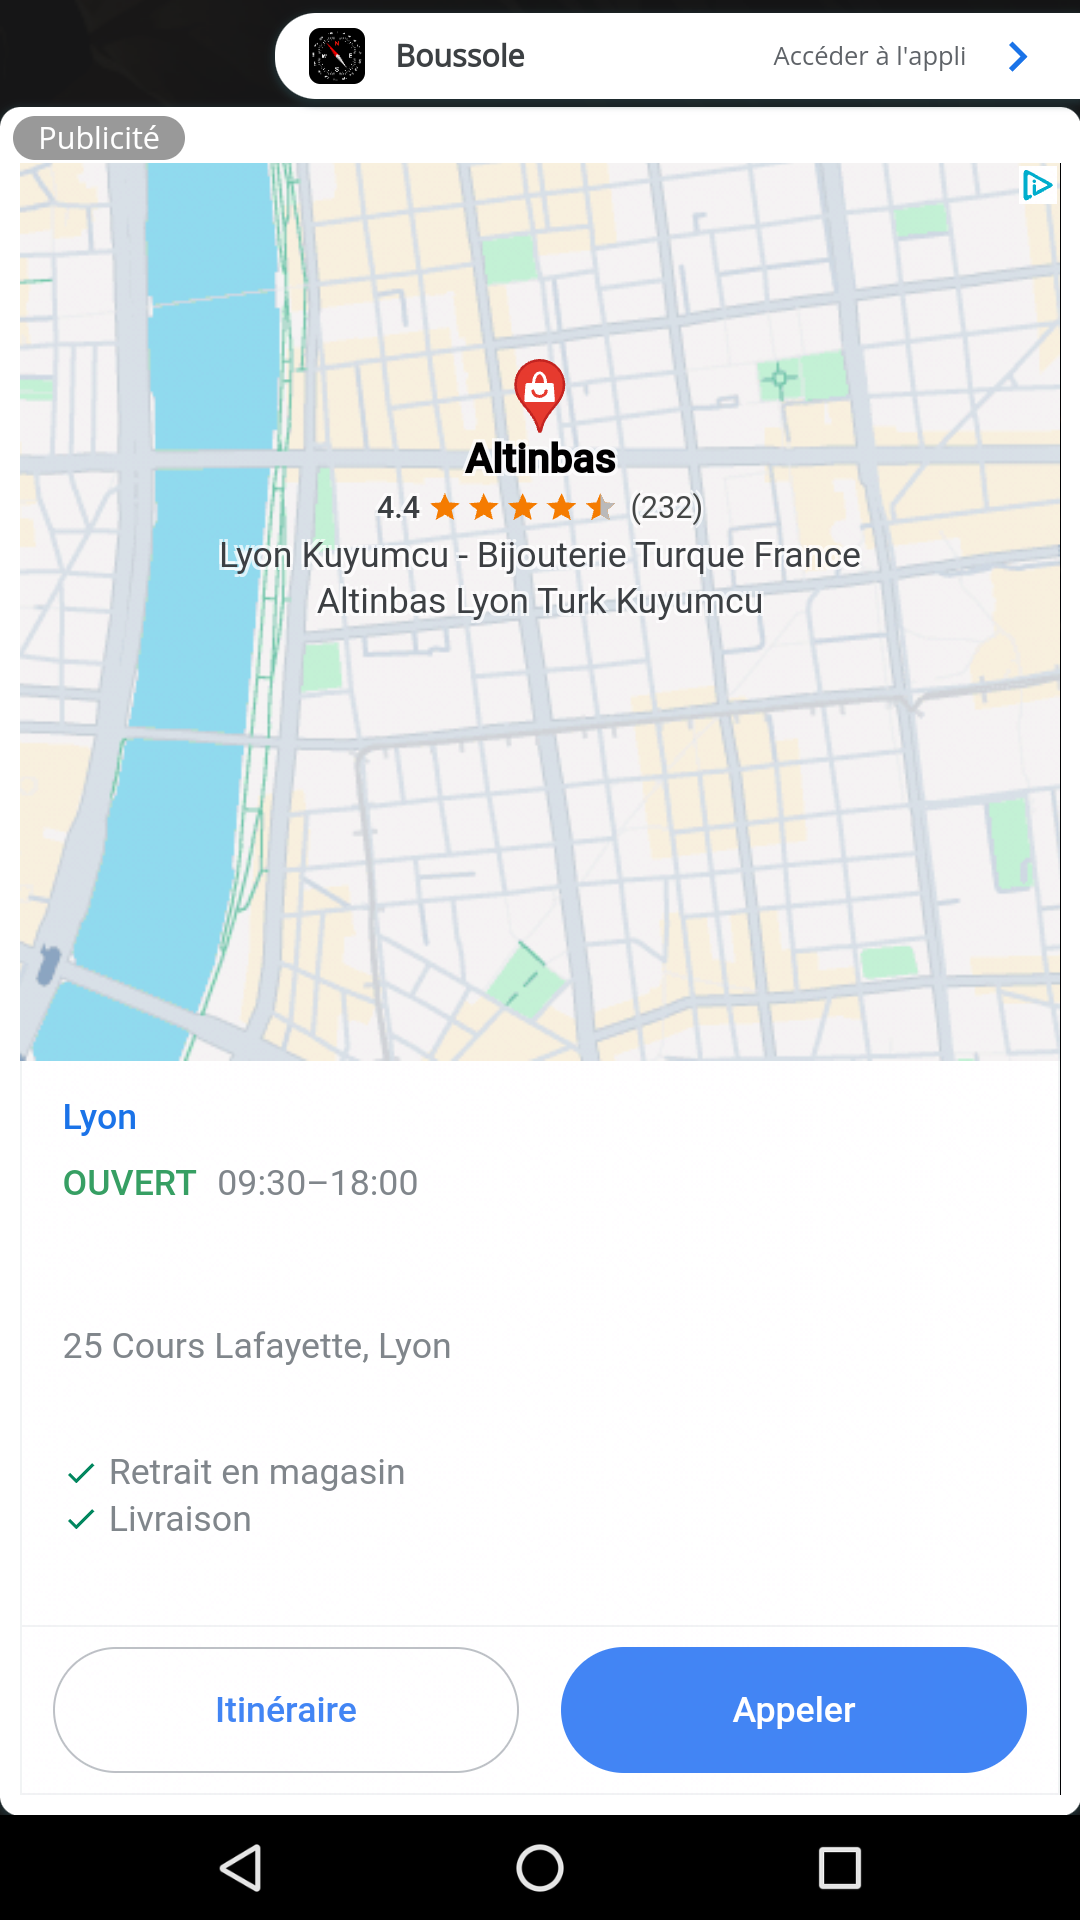 Boussole Accéder à l'appli
Publicité
Altinbas
4.4 (232)
Lyon Kuyumcu - Bijouterie Turque France
Altinbas Lyon Turk Kuyumcu
Lyon
OUVERT 09:30–18:00
25 Cours Lafayette, Lyon
Retrait en magasin
Livraison
Itinéraire Appeler